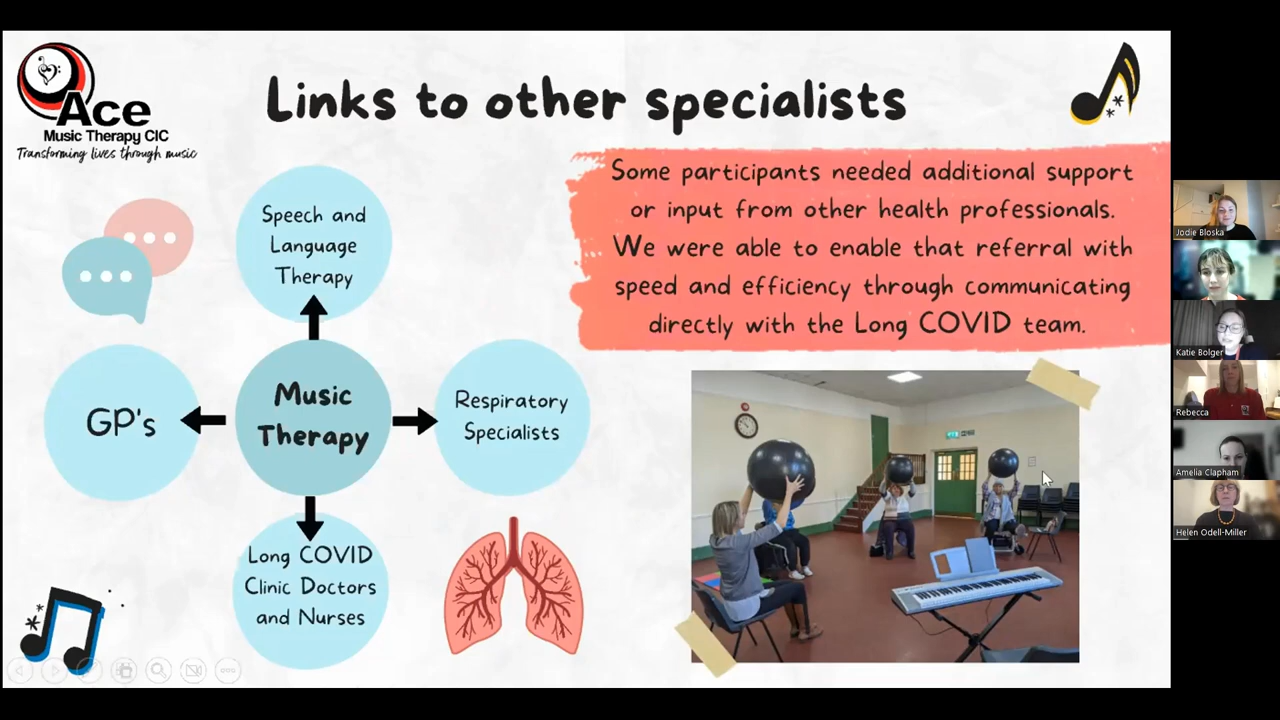 Ace
Music Therapy CIC
Transforming lives through music
Links to other specialists
Some participants needed additional support
or input from other health professionals.
We were able to enable that referral with
speed and efficiency through communicating
directly with the Long COVID team.
Speech and
Language
Therapy
GP's
Music
Therapy
Respiratory
Specialists
Long COVID
Clinic Doctors
and Nurses
Jodie Bloska
Katie Bolger
Rebecca
Amelia Clapham
Helen Odell-Miller